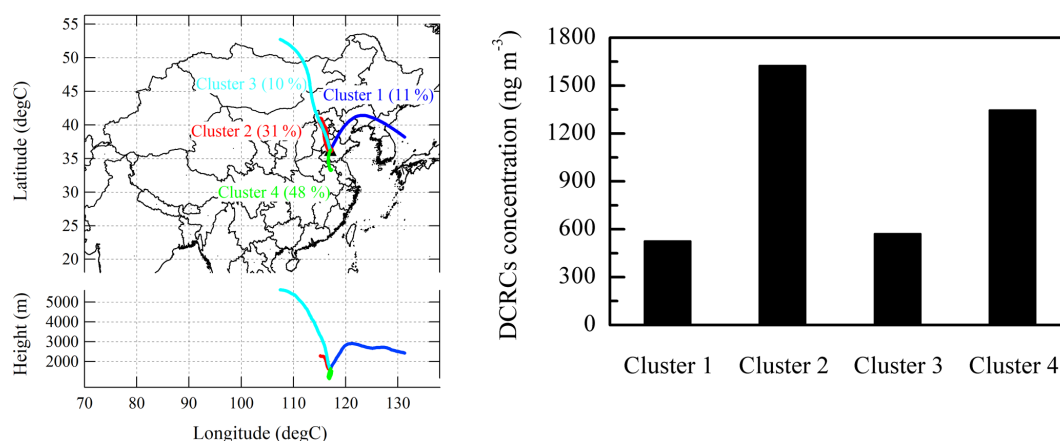 Latitude (degC)
55
50
45
40
35
30
25
20
Cluster 3 (10 %)
Cluster 1 (11 %)
Cluster 2 (31 %)
Cluster 4 (48 %)
Height (m)
5000
4000
3000
2000
70 80 90 100 110 120 130
Longitude (degC)
DCRCs concentration (ng m⁻³)
1800
1500
1200
900
600
300
0
Cluster 1 Cluster 2 Cluster 3 Cluster 4